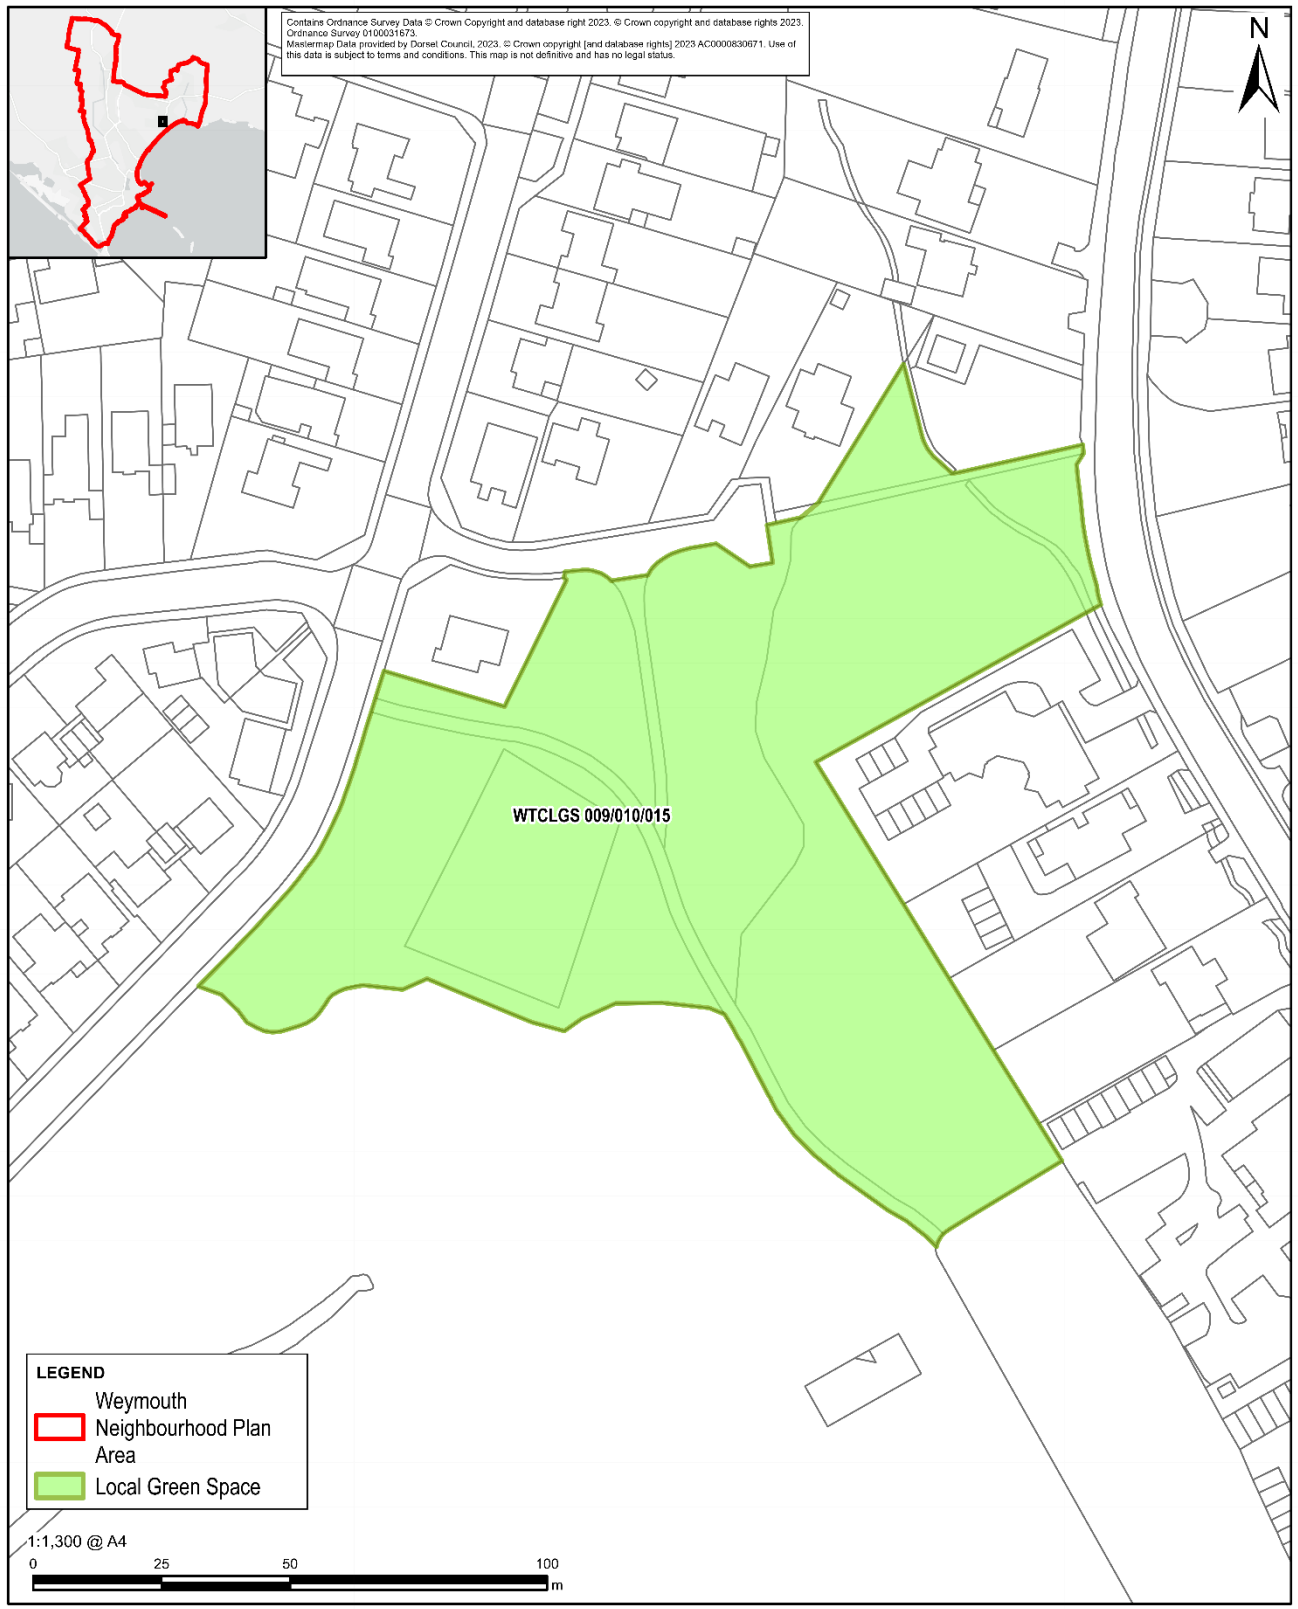 Contains Ordnance Survey Data © Crown Copyright and database right 2023. © Crown copyright and database rights 2023.
Ordnance Survey 0100031673.
Mastermap Data provided by Dorset Council, 2023. © Crown copyright [and database rights] 2023 AC0000830671. Use of
this data is subject to terms and conditions. This map is not definitive and has no legal status.
N
WTCLGS 009/010/015
LEGEND
Weymouth
Neighbourhood Plan
Area
Local Green Space
1:1,300 @ A4
0 25 50 100
m